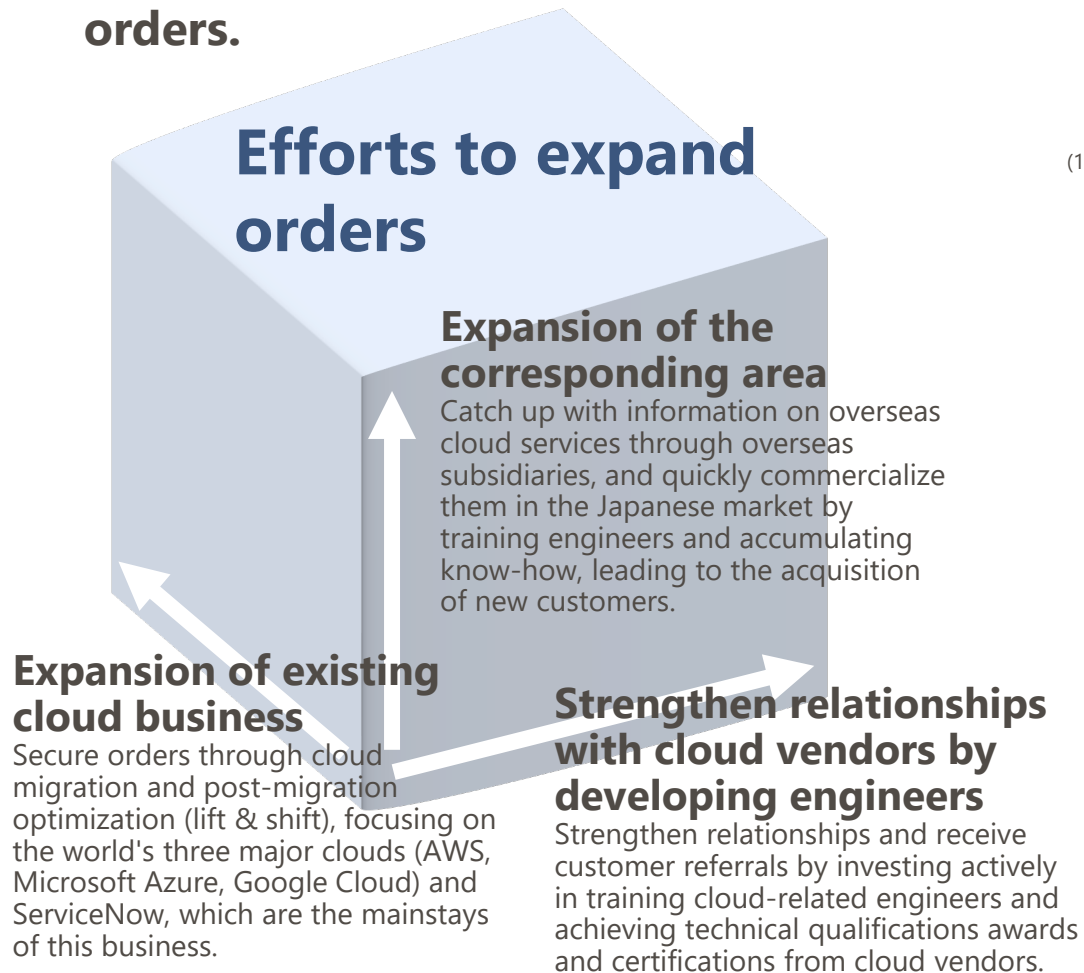 orders.
Efforts to expand
orders
(1
Expansion of the
corresponding area
Catch up with information on overseas
cloud services through overseas
subsidiaries, and quickly commercialize
them in the Japanese market by
training engineers and accumulating
know-how, leading to the acquisition
of new customers.
Expansion of existing
cloud business
Secure orders through cloud
migration and post-migration
optimization (lift & shift), focusing on
the world's three major clouds (AWS,
Microsoft Azure, Google Cloud) and
ServiceNow, which are the mainstays
of this business.
Strengthen relationships
with cloud vendors by
developing engineers
Strengthen relationships and receive
customer referrals by investing actively
in training cloud-related engineers and
achieving technical qualifications awards
and certifications from cloud vendors.